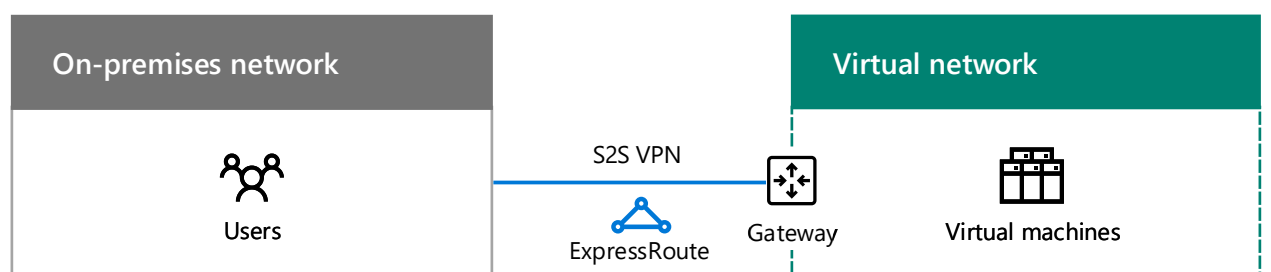 On-premises network
Virtual network
S2S VPN
Users
ExpressRoute
Gateway
Virtual machines